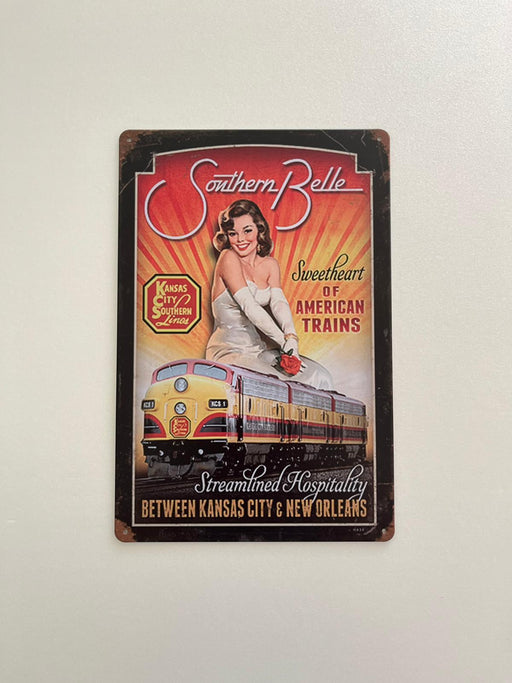 Southern Belle
Sweetheart
OF
AMERICAN
TRAINS
KANSAS
CITY
SOUTHERN
Lines
KCS 1
KCS 1
Streamlined Hospitality
BETWEEN KANSAS CITY & NEW ORLEANS